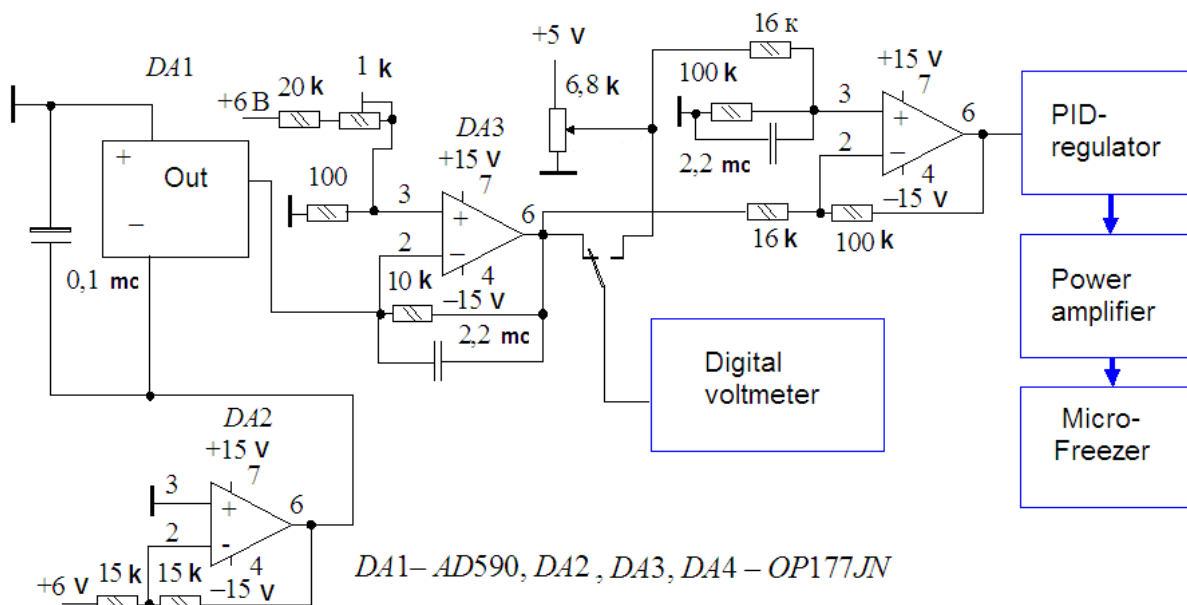 DA1
+6 В
20 k
1 k
+
Out
−
0,1 mc
100
DA3
+15 V
7
3
+
2
−
6
4
−15 V
10 k
2,2 mc
+5 V
6,8 k
16 к
100 k
2,2 mc
+15 V
7
3
+
2
−
6
4
−15 V
16 k
100 k
PID-
regulator
Power
amplifier
Micro-
Freezer
Digital
voltmeter
DA2
+15 V
7
3
+
2
-
6
4
−15 V
+6 V
15 k
15 k
DA1– AD590, DA2 , DA3, DA4 – OP177JN